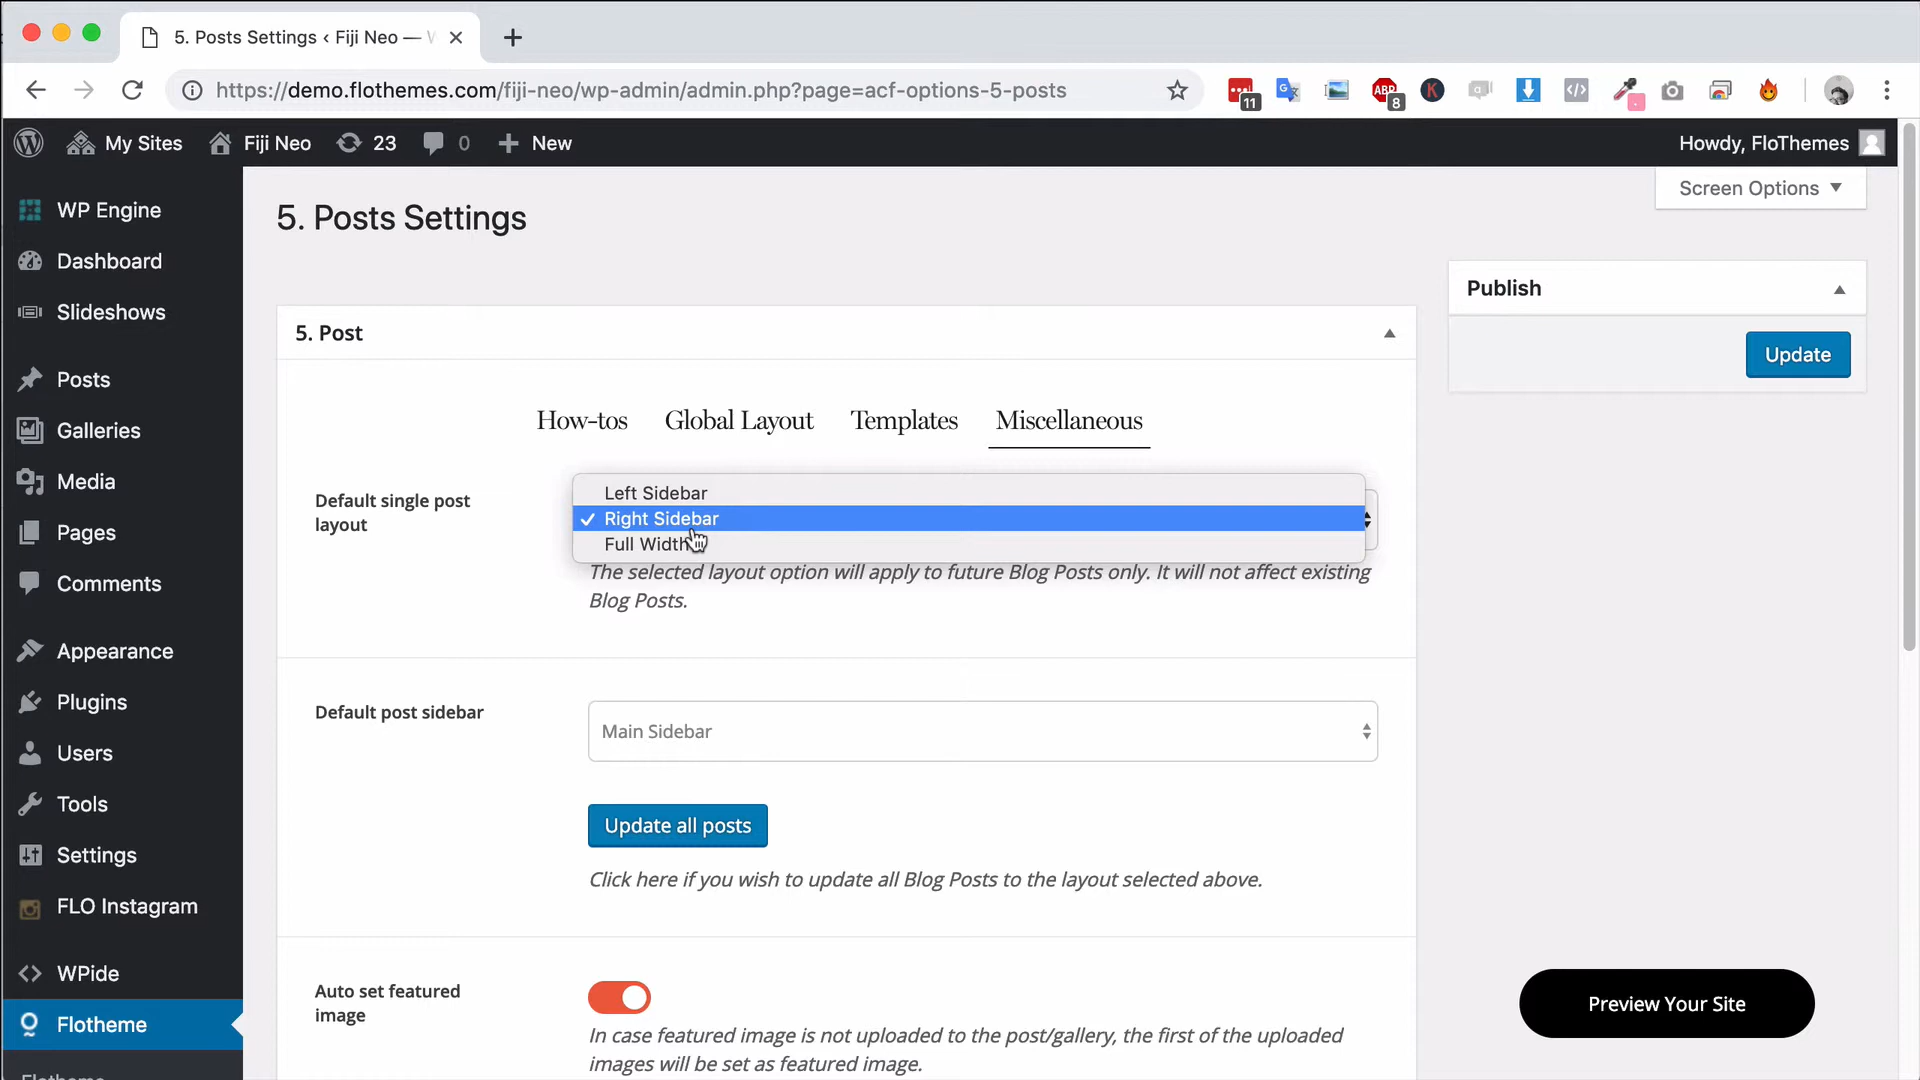 5. Posts Settings ‹ Fiji Neo — W
https://demo.flothemes.com/fiji-neo/wp-admin/admin.php?page=acf-options-5-posts
11
ABP
8
K
My Sites
Fiji Neo
23
0
New
Howdy, FloThemes
Screen Options
WP Engine
Dashboard
Slideshows
Posts
Galleries
Media
Pages
Comments
Appearance
Plugins
Users
Tools
Settings
FLO Instagram
WPide
Flotheme
Flotheme
5. Posts Settings
Publish
Update
5. Post
How-tos
Global Layout
Templates
Miscellaneous
Default single post
layout
Left Sidebar
Right Sidebar
Full Width
The selected layout option will apply to future Blog Posts only. It will not affect existing
Blog Posts.
Default post sidebar
Main Sidebar
Update all posts
Click here if you wish to update all Blog Posts to the layout selected above.
Auto set featured
image
In case featured image is not uploaded to the post/gallery, the first of the uploaded
images will be set as featured image.
Preview Your Site